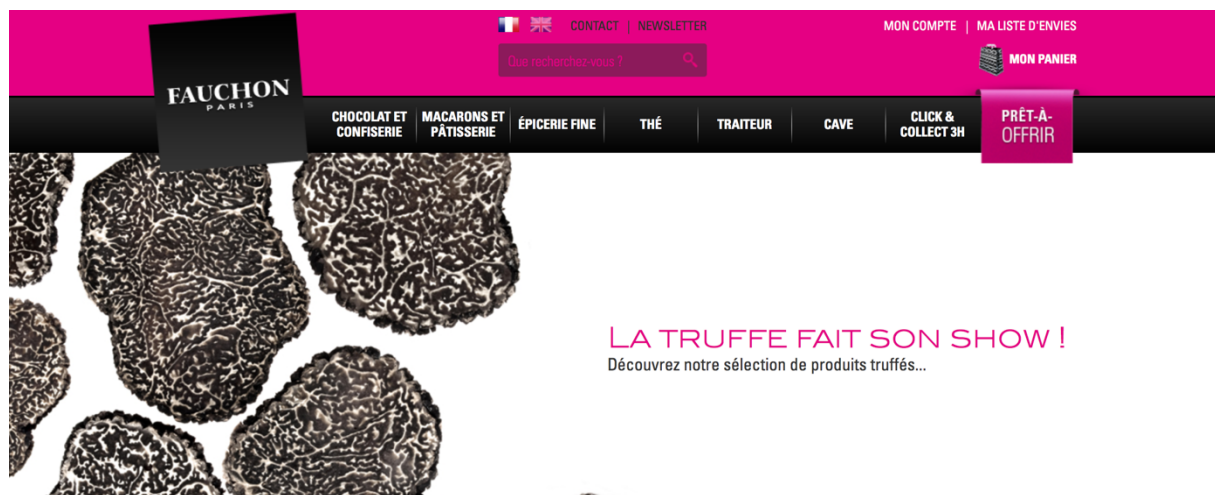 CONTACT | NEWSLETTER
MON COMPTE | MA LISTE D'ENVIES
Que recherchez-vous ?
MON PANIER
FAUCHON
PARIS
CHOCOLAT ET
CONFISERIE
MACARONS ET
PÂTISSERIE
ÉPICERIE FINE
THÉ
TRAITEUR
CAVE
CLICK &
COLLECT 3H
PRÊT-À-
OFFRIR
LA TRUFFE FAIT SON SHOW !
Découvrez notre sélection de produits truffés...